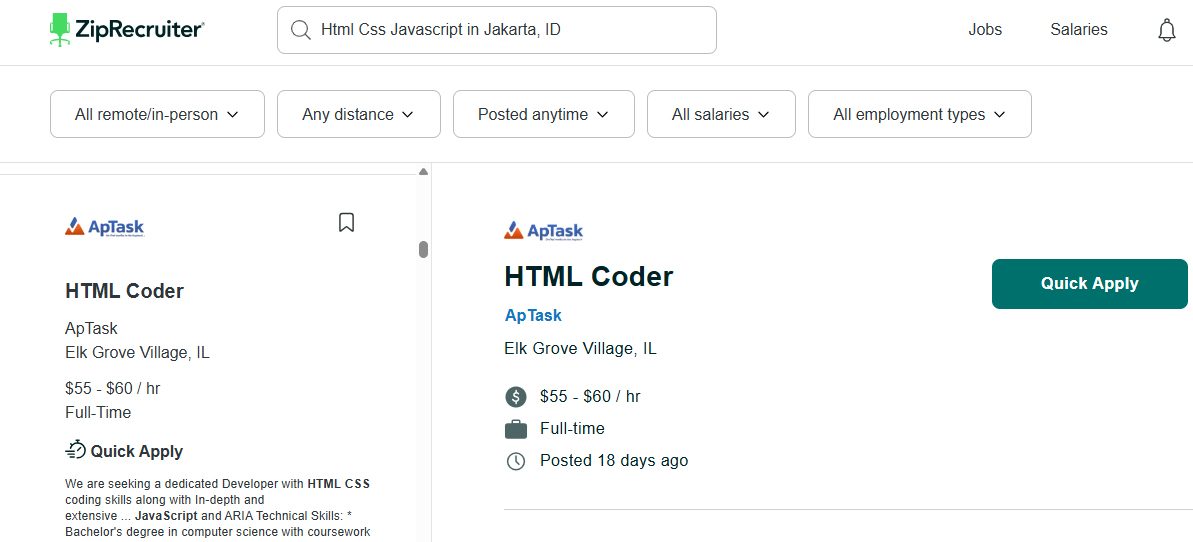 ZipRecruiter
Html Css Javascript in Jakarta, ID
Jobs
Salaries
All remote/in-person
Any distance
Posted anytime
All salaries
All employment types
ApTask
HTML Coder
ApTask
Elk Grove Village, IL
$55 - $60 / hr
Full-Time
Quick Apply
We are seeking a dedicated Developer with HTML CSS
coding skills along with In-depth and
extensive ... JavaScript and ARIA Technical Skills: *
Bachelor's degree in computer science with coursework
ApTask
HTML Coder
Quick Apply
ApTask
Elk Grove Village, IL
$55 - $60 / hr
Full-time
Posted 18 days ago